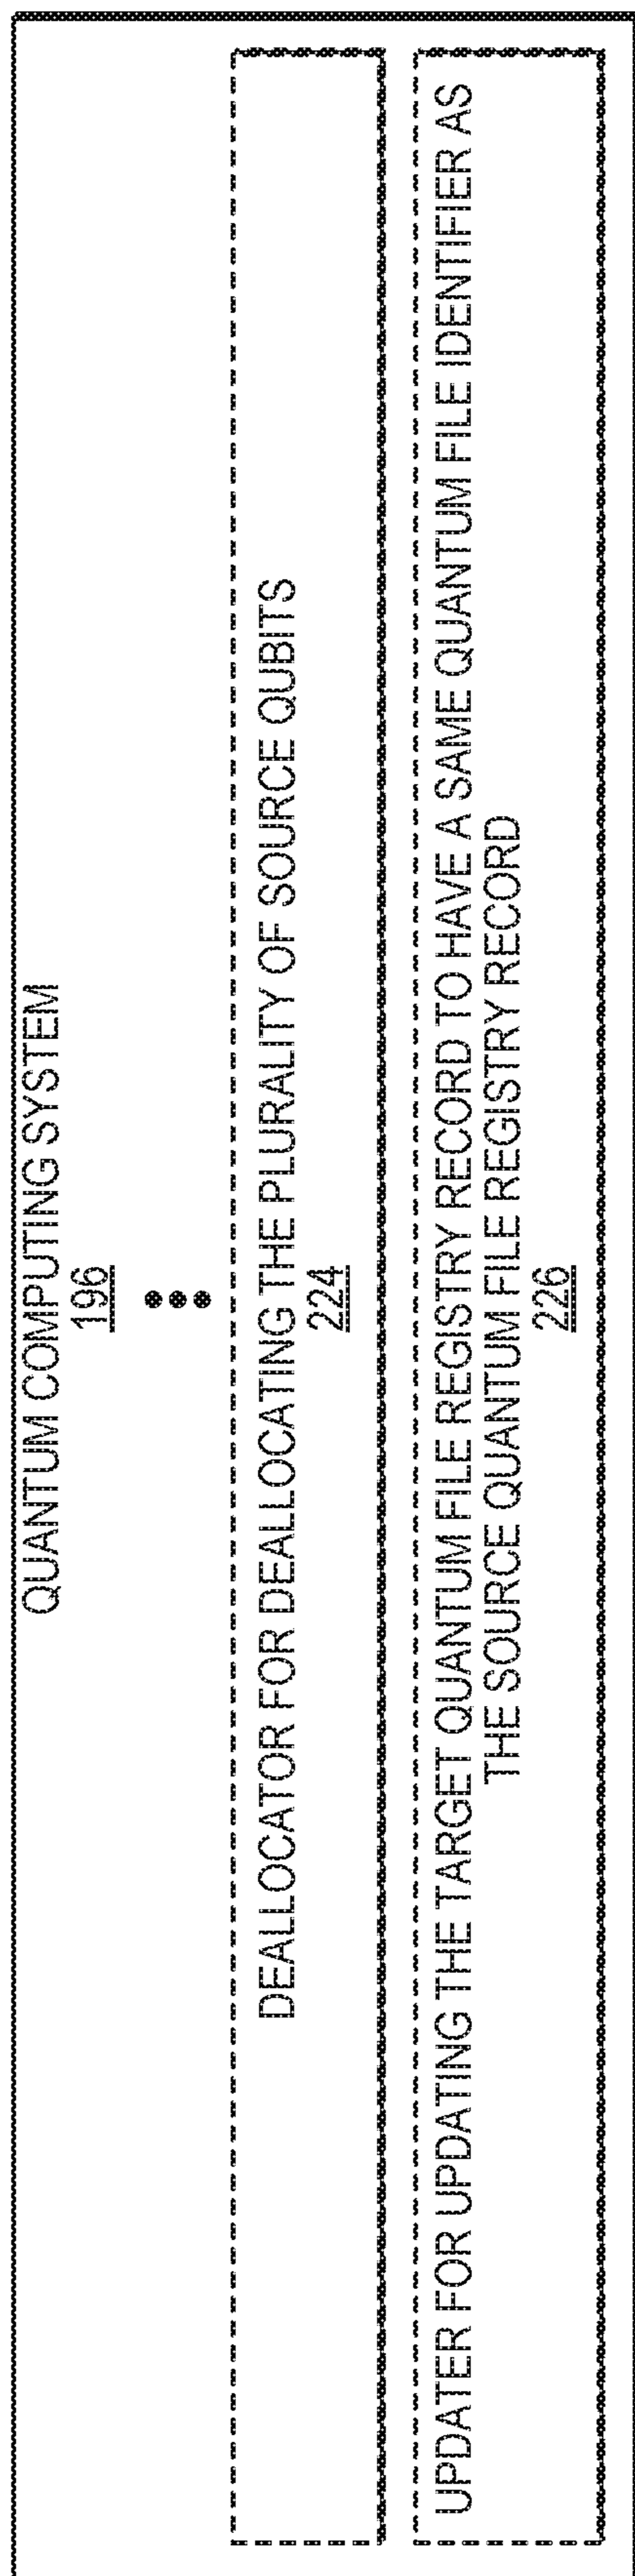 QUANTUM COMPUTING SYSTEM
196
DEALLOCATOR FOR DEALLOCATING THE PLURALITY OF SOURCE QUBITS
224
UPDATER FOR UPDATING THE TARGET QUANTUM FILE REGISTRY RECORD TO HAVE A SAME QUANTUM FILE IDENTIFIER AS
THE SOURCE QUANTUM FILE REGISTRY RECORD
226